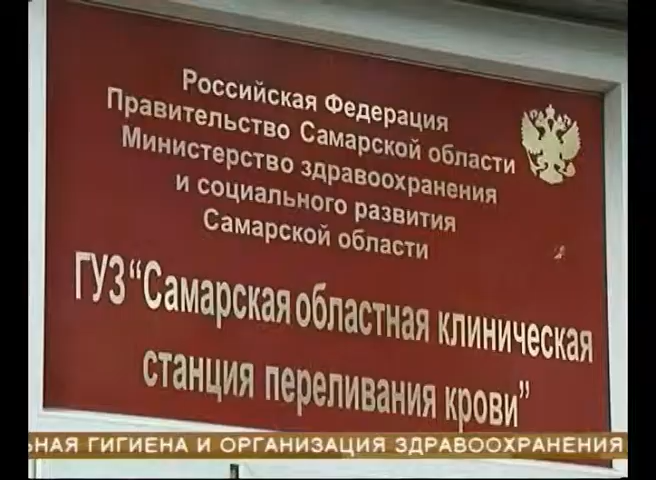 Российская Федерация
Правительство Самарской области
Министерство здравоохранения
и социального развития
Самарской области
ГУЗ "Самарская областная клиническая
станция переливания крови"
ЬНАЯ ГИГИЕНА И ОРГАНИЗАЦИЯ ЗДРАВООХРАНЕНИЯ